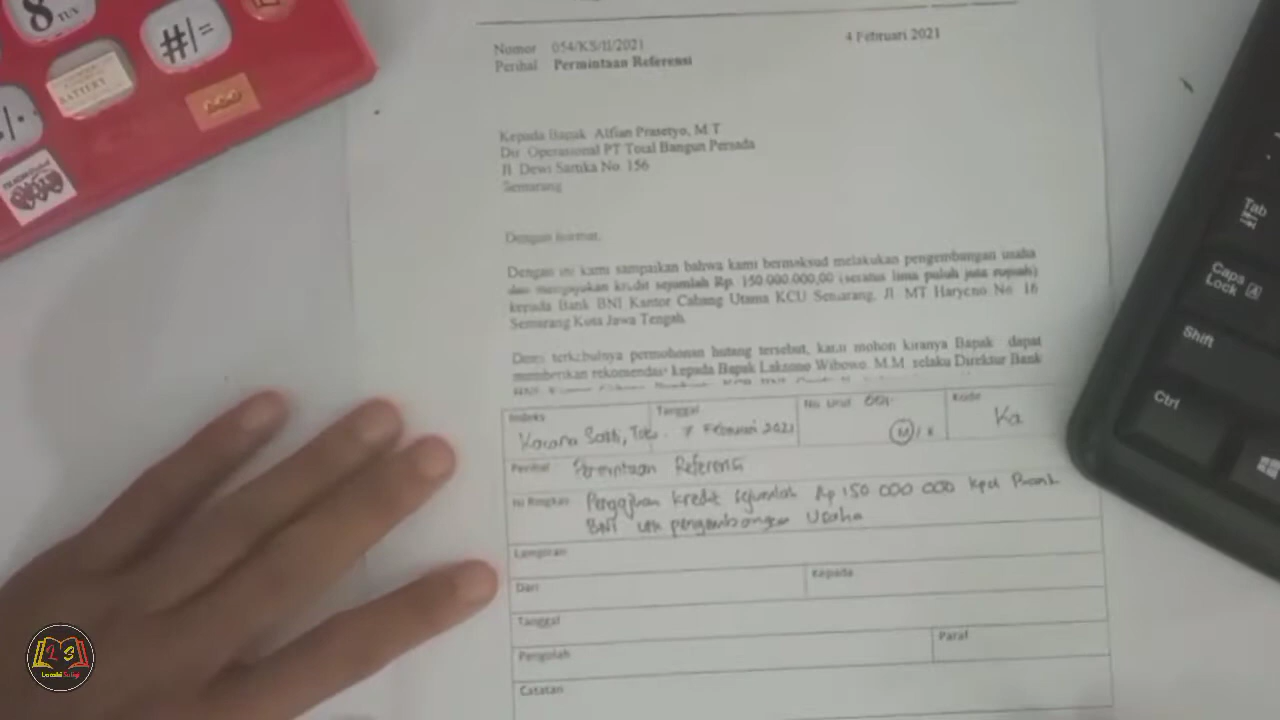 8 TUV
#/=
BATTERY
Nomor 054/KS/II/2021
4 Februari 2021
Perihal Permintaan Referensi
Kepada Bapak Alfian Prasetyo, M T
Dir Operasional PT Total Bangun Persada
Jl Dewi Sartika No 156
Semarang
Dengan hormat,
Dengan ini kami sampaikan bahwa kami bermaksud melakukan pengembangan usaha
dan mengajukan kredit sejumlah Rp. 150.000.000,00 (seratus lima puluh juta rupiah)
kepada Bank BNI Kantor Cabang Utama KCU Semarang, Jl MT Haryono No 16
Semarang Kota Jawa Tengah
Demi terkabulnya permohonan hutang tersebut, kami mohon kiranya Bapak dapat
memberikan rekomendasi kepada Bapak Laksono Wibowo, M.M. selaku Direktur Bank
Indeks
Tanggal
No Urut 001
Kode
7 Februari 2021
M / K
Ka
Perihal Permintaan Referensi
Isi Ringkas Pengajuan kredit sejumlah Rp 150 000 000 kpd Bank
BNI utk pengembangan Usaha
Lampiran
Dari
Kepada
Tanggal
Pengolah
Paraf
Catatan
Tab
Caps Lock A
Shift
Ctrl
LS